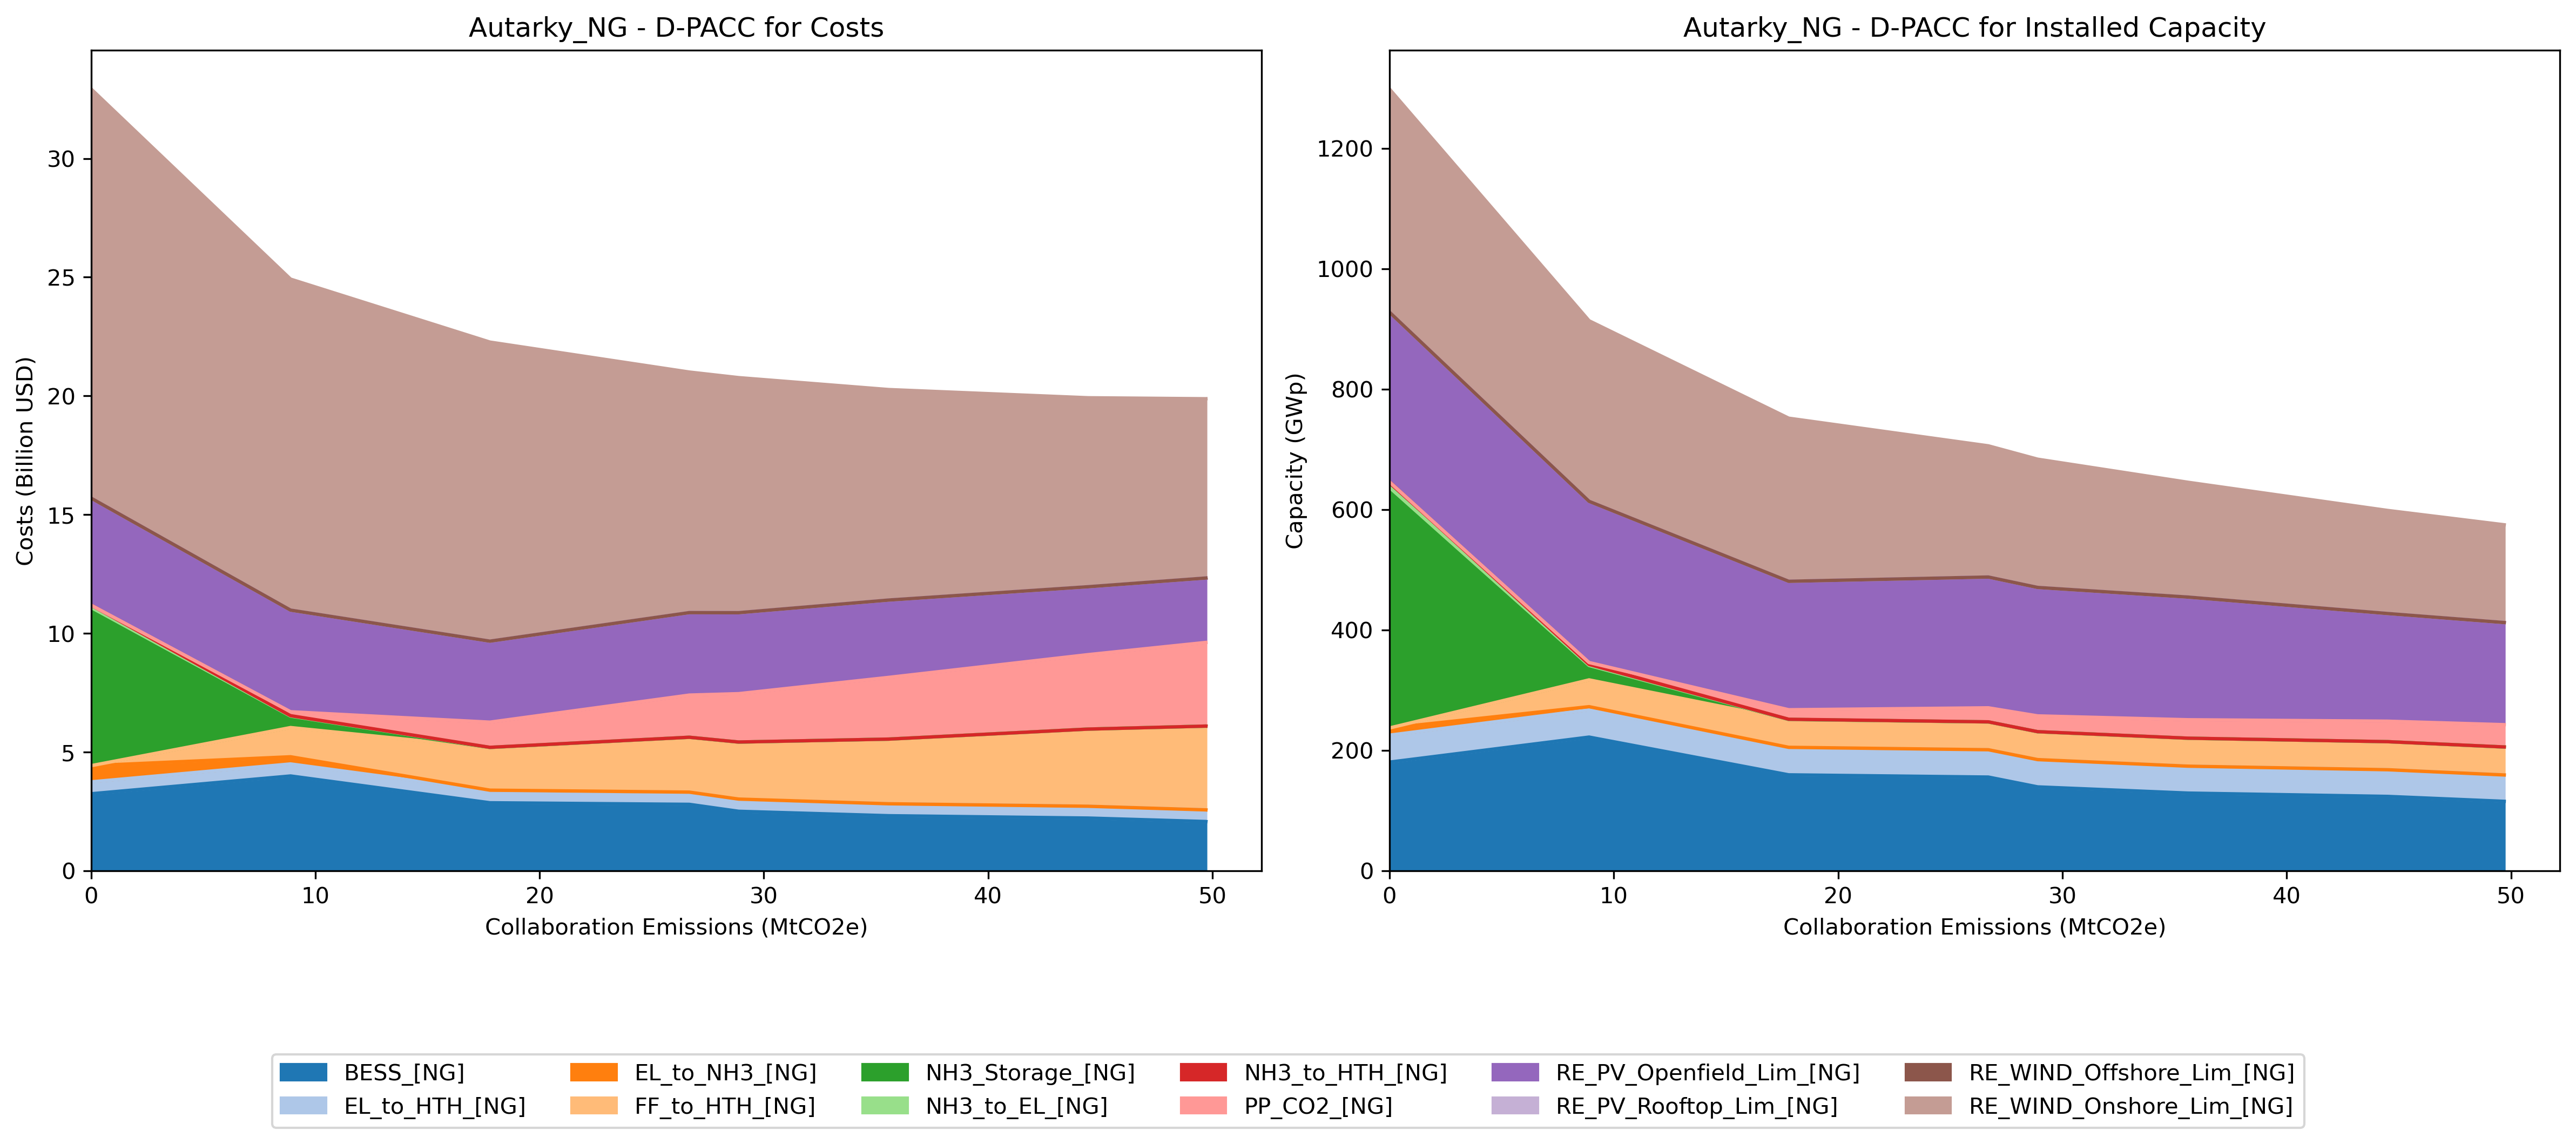 Autarky_NG - D-PACC for Costs
Costs (Billion USD)
30
25
20
15
10
5
0
0 10 20 30 40 50
Collaboration Emissions (MtCO2e)
Autarky_NG - D-PACC for Installed Capacity
Capacity (GWp)
1200
1000
800
600
400
200
0
0 10 20 30 40 50
Collaboration Emissions (MtCO2e)
BESS_[NG]
EL_to_HTH_[NG]
EL_to_NH3_[NG]
FF_to_HTH_[NG]
NH3_Storage_[NG]
NH3_to_EL_[NG]
NH3_to_HTH_[NG]
PP_CO2_[NG]
RE_PV_Openfield_Lim_[NG]
RE_PV_Rooftop_Lim_[NG]
RE_WIND_Offshore_Lim_[NG]
RE_WIND_Onshore_Lim_[NG]